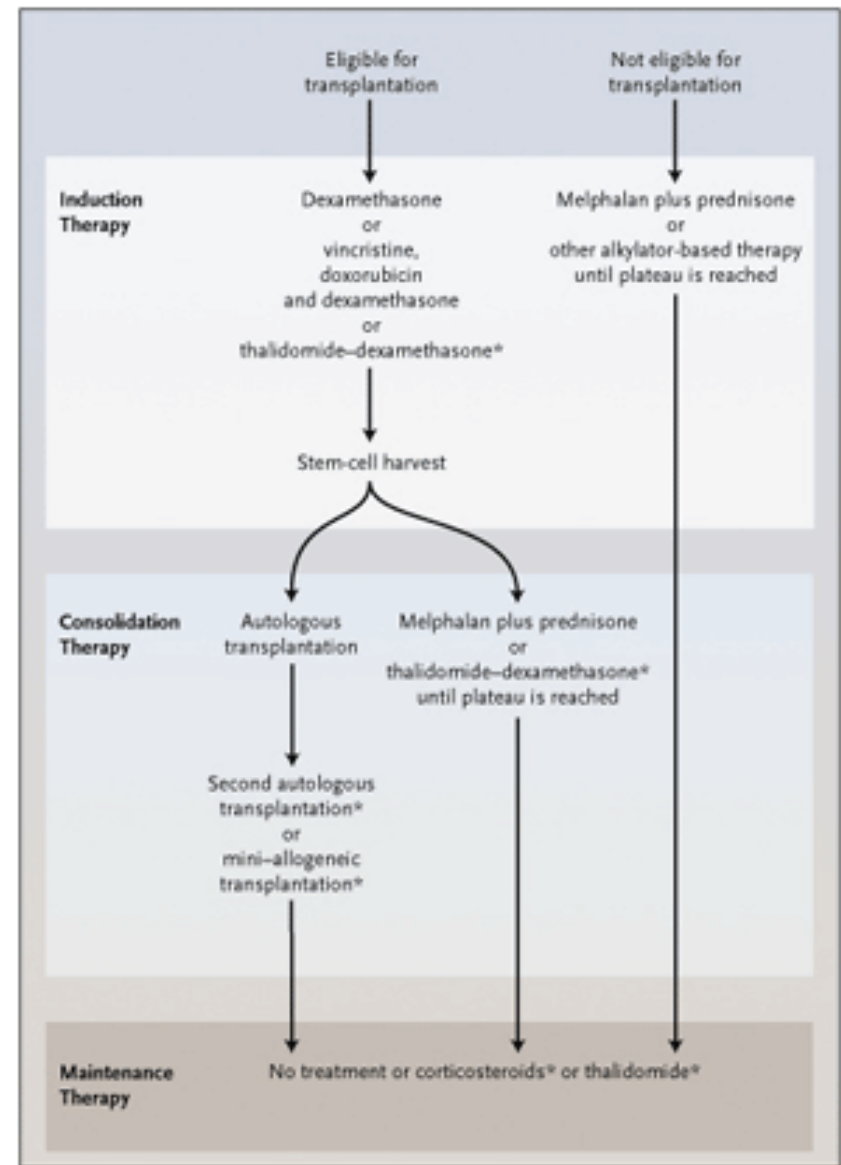 Eligible for
transplantation
Not eligible for
transplantation
Induction
Therapy
Dexamethasone
or
vincristine,
doxorubicin
and dexamethasone
or
thalidomide–dexamethasone*
Melphalan plus prednisone
or
other alkylator-based therapy
until plateau is reached
Stem-cell harvest
Consolidation
Therapy
Autologous
transplantation
Melphalan plus prednisone
or
thalidomide–dexamethasone*
until plateau is reached
Second autologous
transplantation*
or
mini–allogeneic
transplantation*
Maintenance
Therapy
No treatment or corticosteroids* or thalidomide*